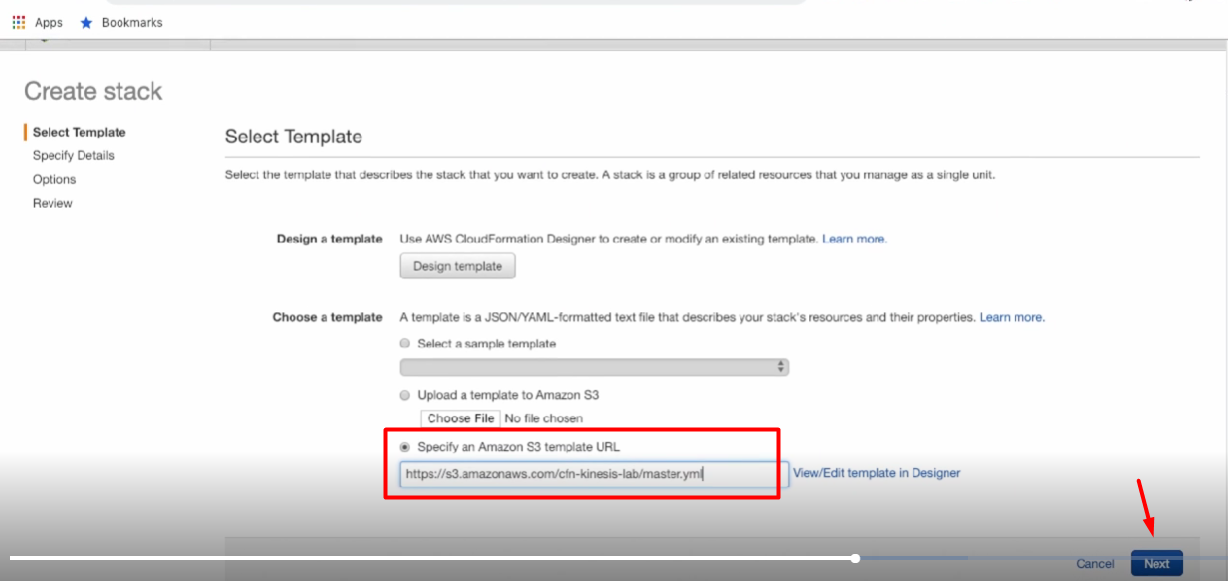 Apps Bookmarks
Create stack
Select Template
Specify Details
Options
Review
Select Template
Select the template that describes the stack that you want to create. A stack is a group of related resources that you manage as a single unit.
Design a template Use AWS CloudFormation Designer to create or modify an existing template. Learn more.
Design template
Choose a template A template is a JSON/YAML-formatted text file that describes your stack's resources and their properties. Learn more.
Select a sample template
Upload a template to Amazon S3
Choose File No file chosen
Specify an Amazon S3 template URL
https://s3.amazonaws.com/cfn-kinesis-lab/master.yml View/Edit template in Designer
Cancel Next